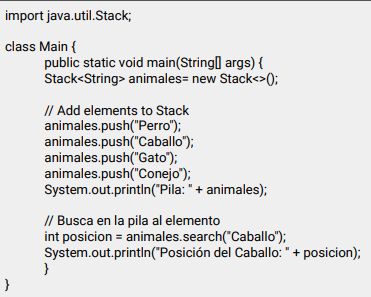 import java.util.Stack;
class Main {
public static void main(String[] args) {
Stack<String> animales= new Stack<>();
// Add elements to Stack
animales.push("Perro");
animales.push("Caballo");
animales.push("Gato");
animales.push("Conejo");
System.out.println("Pila: " + animales);
// Busca en la pila al elemento
int posicion = animales.search("Caballo");
System.out.println("Posición del Caballo: " + posicion);
}
}